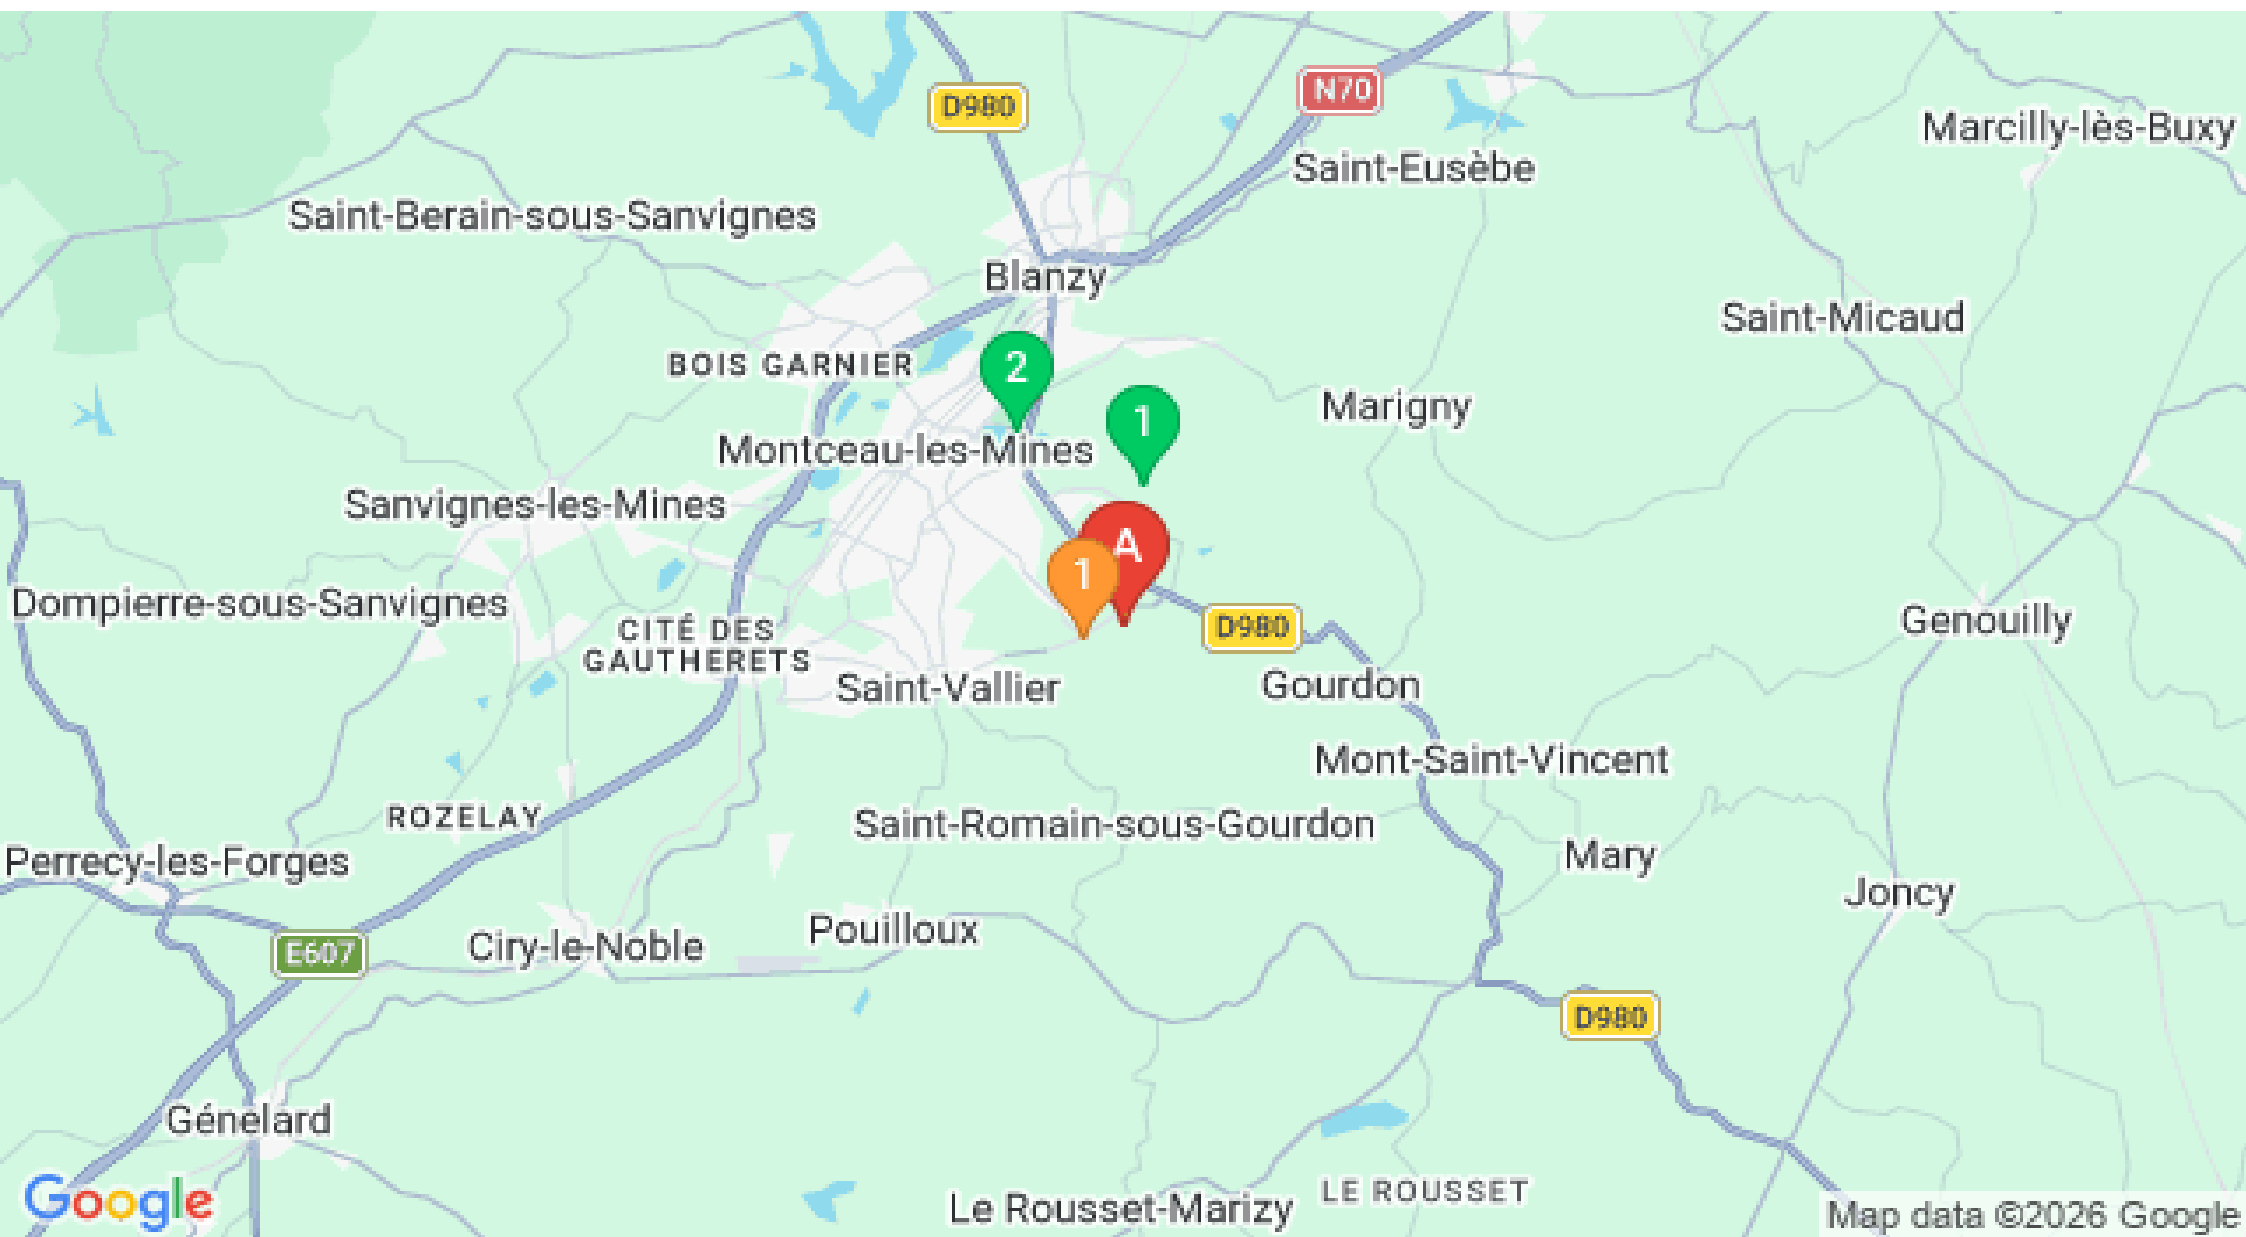 D980
N70
Marcilly-lès-Buxy
Saint-Eusèbe
Saint-Berain-sous-Sanvignes
Blanzy
Saint-Micaud
BOIS GARNIER
2
1
Marigny
Montceau-les-Mines
Sanvignes-les-Mines
A
1
Dompierre-sous-Sanvignes
CITÉ DES
GAUTHERETS
D980
Genouilly
Saint-Vallier
Gourdon
Mont-Saint-Vincent
ROZELAY
Saint-Romain-sous-Gourdon
Perrecy-les-Forges
Mary
Joncy
E607
Ciry-le-Noble
Pouilloux
D980
Génelard
Google
Le Rousset-Marizy
LE ROUSSET
Map data ©2026 Google